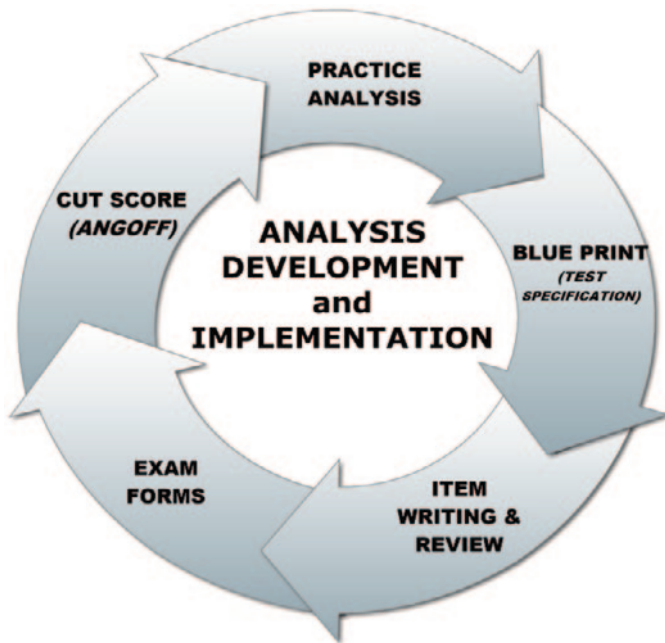 PRACTICE
ANALYSIS
BLUE PRINT
(TEST
SPECIFICATION)
ITEM
WRITING &
REVIEW
EXAM
FORMS
CUT SCORE
(ANGOFF)
ANALYSIS
DEVELOPMENT
and
IMPLEMENTATION